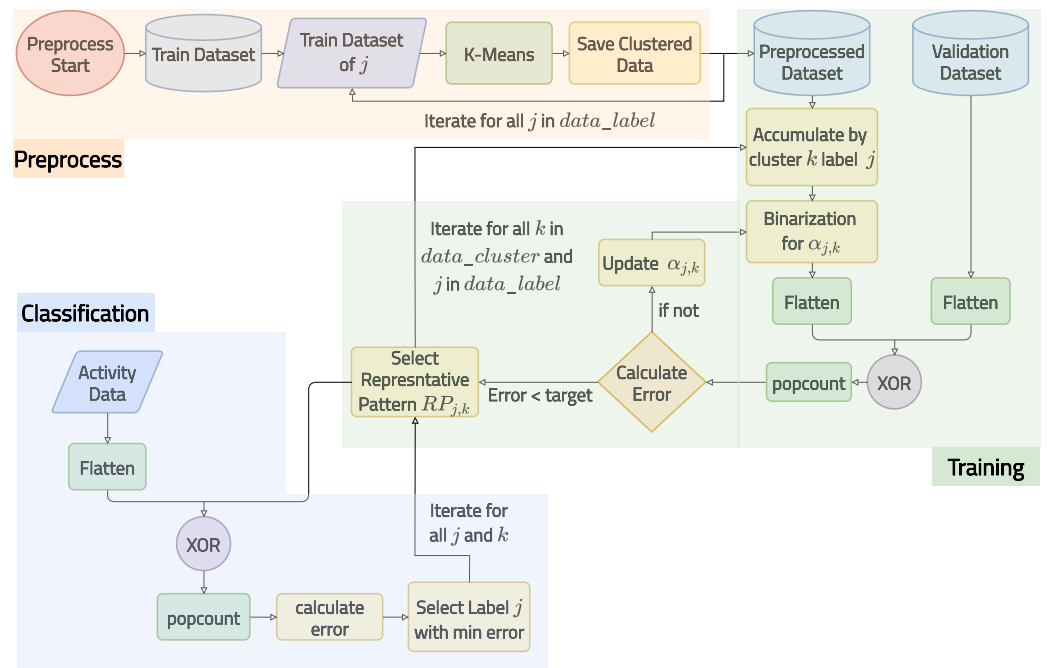 Preprocess
Start
Train Dataset
Train Dataset
of j
K-Means
Save Clustered
Data
Iterate for all j in data_label
Preprocess
Preprocessed
Dataset
Validation
Dataset
Accumulate by
cluster k label j
Binarization
for α_{j,k}
Flatten
Flatten
XOR
popcount
Calculate
Error
if not
Update α_{j,k}
Error < target
Iterate for all k in
data_cluster and
j in data_label
Select
Represntative
Pattern RP_{j,k}
Training
Classification
Activity
Data
Flatten
XOR
popcount
calculate
error
Select Label j
with min error
Iterate for
all j and k